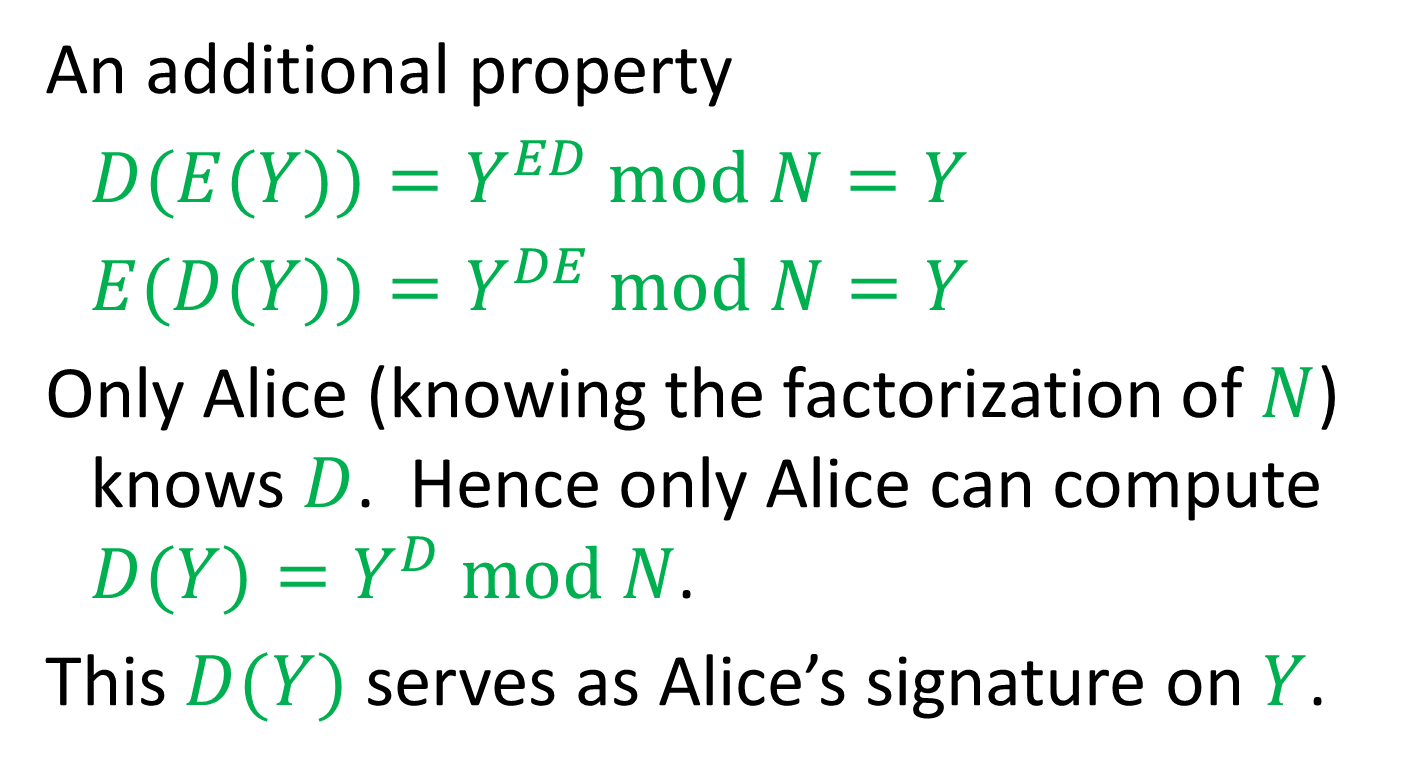 An additional property
D(E(Y)) = Y^{ED} mod N = Y
E(D(Y)) = Y^{DE} mod N = Y
Only Alice (knowing the factorization of N)
knows D. Hence only Alice can compute
D(Y) = Y^D mod N.
This D(Y) serves as Alice’s signature on Y.